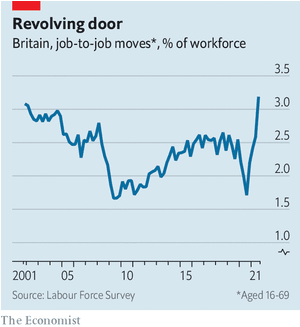 Revolving door
Britain, job-to-job moves*, % of workforce
3.5
3.0
2.5
2.0
1.5
1.0
2001 05 10 15 21
Source: Labour Force Survey *Aged 16-69
The Economist